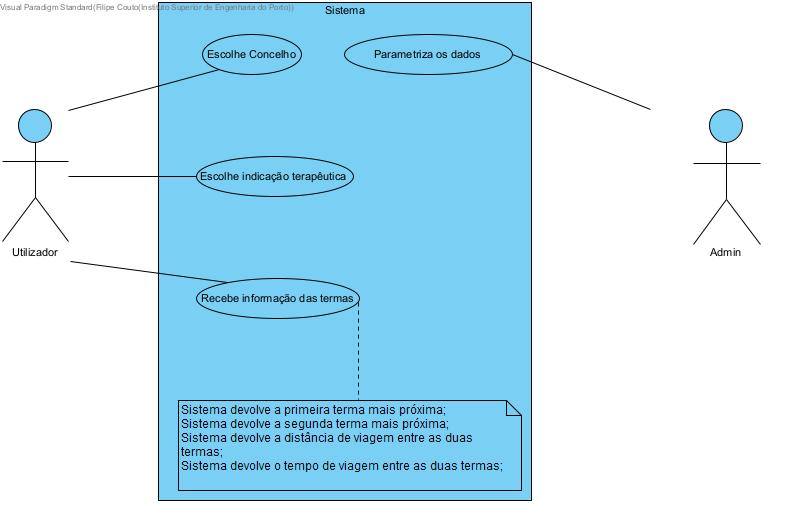 Visual Paradigm Standard(Filipe Couto(Instituto Superior de Engenharia do Porto))
Sistema
Escolhe Concelho
Parametriza os dados
Escolhe indicação terapêutica
Utilizador
Admin
Recebe informação das termas
Sistema devolve a primeira terma mais próxima;
Sistema devolve a segunda terma mais próxima;
Sistema devolve a distância de viagem entre as duas
termas;
Sistema devolve o tempo de viagem entre as duas termas;